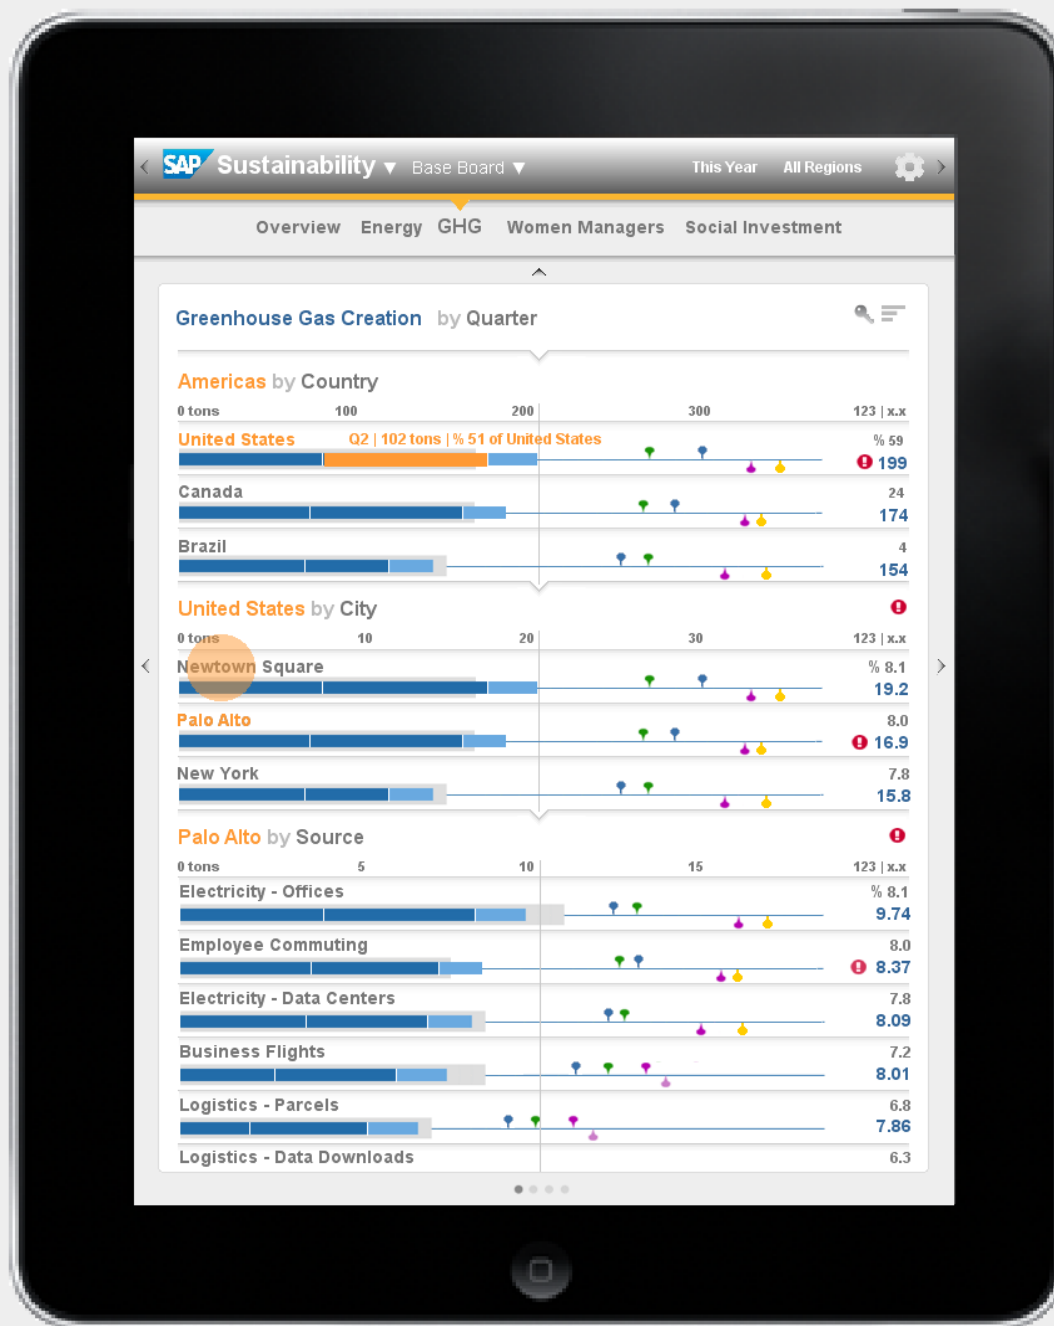 SAP Sustainability Base Board This Year All Regions
Overview Energy GHG Women Managers Social Investment
Greenhouse Gas Creation by Quarter
Americas by Country
0 tons 100 200 300 123 | x.x
United States Q2 | 102 tons | % 51 of United States % 59
199
Canada 24
174
Brazil 4
154
United States by City
0 tons 10 20 30 123 | x.x
Newtown Square % 8.1
19.2
Palo Alto 8.0
16.9
New York 7.8
15.8
Palo Alto by Source
0 tons 5 10 15 123 | x.x
Electricity - Offices % 8.1
9.74
Employee Commuting 8.0
8.37
Electricity - Data Centers 7.8
8.09
Business Flights 7.2
8.01
Logistics - Parcels 6.8
7.86
Logistics - Data Downloads 6.3